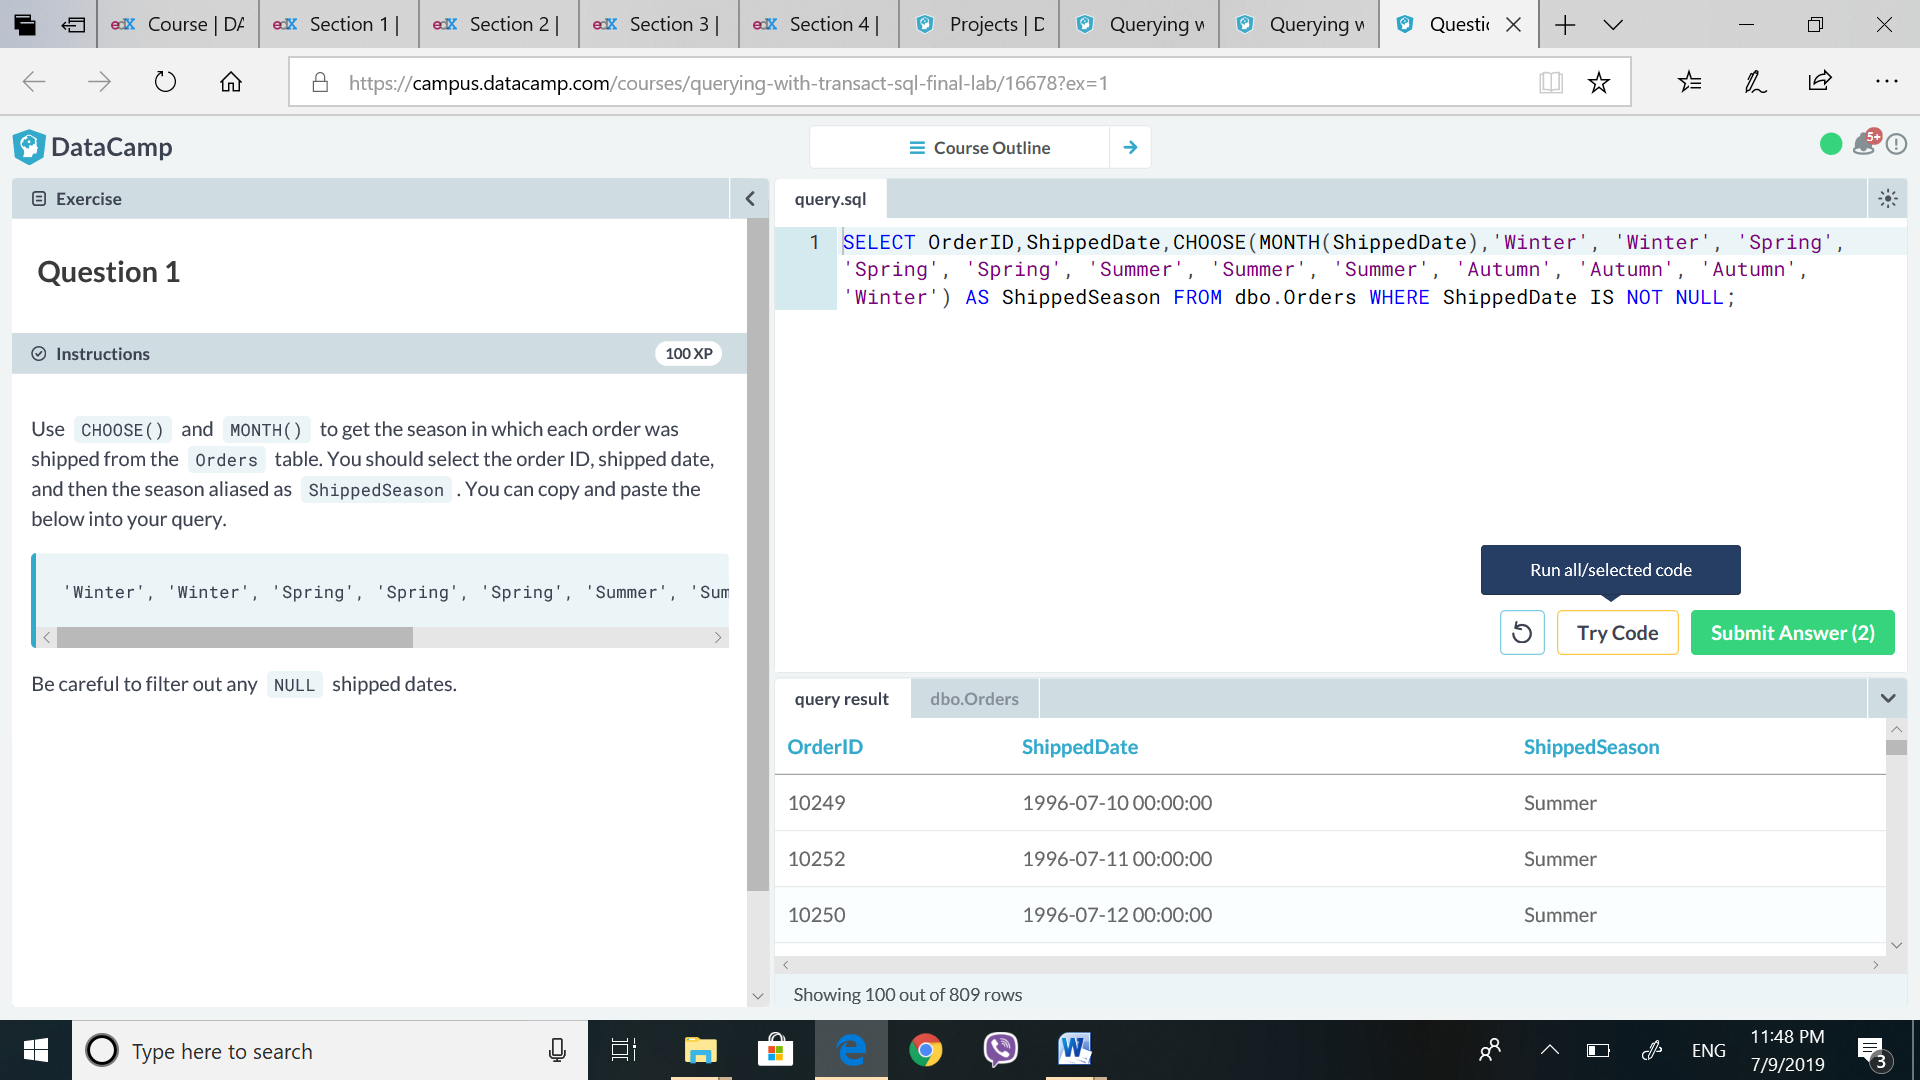 Course | DA
Section 1 |
Section 2 |
Section 3 |
Section 4 |
Projects | D
Querying w
Querying w
Questic
https://campus.datacamp.com/courses/querying-with-transact-sql-final-lab/16678?ex=1
DataCamp
Course Outline
5+
Exercise
query.sql
Question 1
1
SELECT OrderID,ShippedDate,CHOOSE(MONTH(ShippedDate),'Winter', 'Winter', 'Spring',
'Spring', 'Spring', 'Summer', 'Summer', 'Summer', 'Autumn', 'Autumn', 'Autumn',
'Winter') AS ShippedSeason FROM dbo.Orders WHERE ShippedDate IS NOT NULL;
Instructions
100 XP
Use CHOOSE() and MONTH() to get the season in which each order was
shipped from the Orders table. You should select the order ID, shipped date,
and then the season aliased as ShippedSeason . You can copy and paste the
below into your query.
'Winter', 'Winter', 'Spring', 'Spring', 'Spring', 'Summer', 'Sum
Be careful to filter out any NULL shipped dates.
Run all/selected code
Try Code
Submit Answer (2)
query result
dbo.Orders
OrderID ShippedDate ShippedSeason
10249 1996-07-10 00:00:00 Summer
10252 1996-07-11 00:00:00 Summer
10250 1996-07-12 00:00:00 Summer
Showing 100 out of 809 rows
Type here to search
ENG
11:48 PM
7/9/2019
3